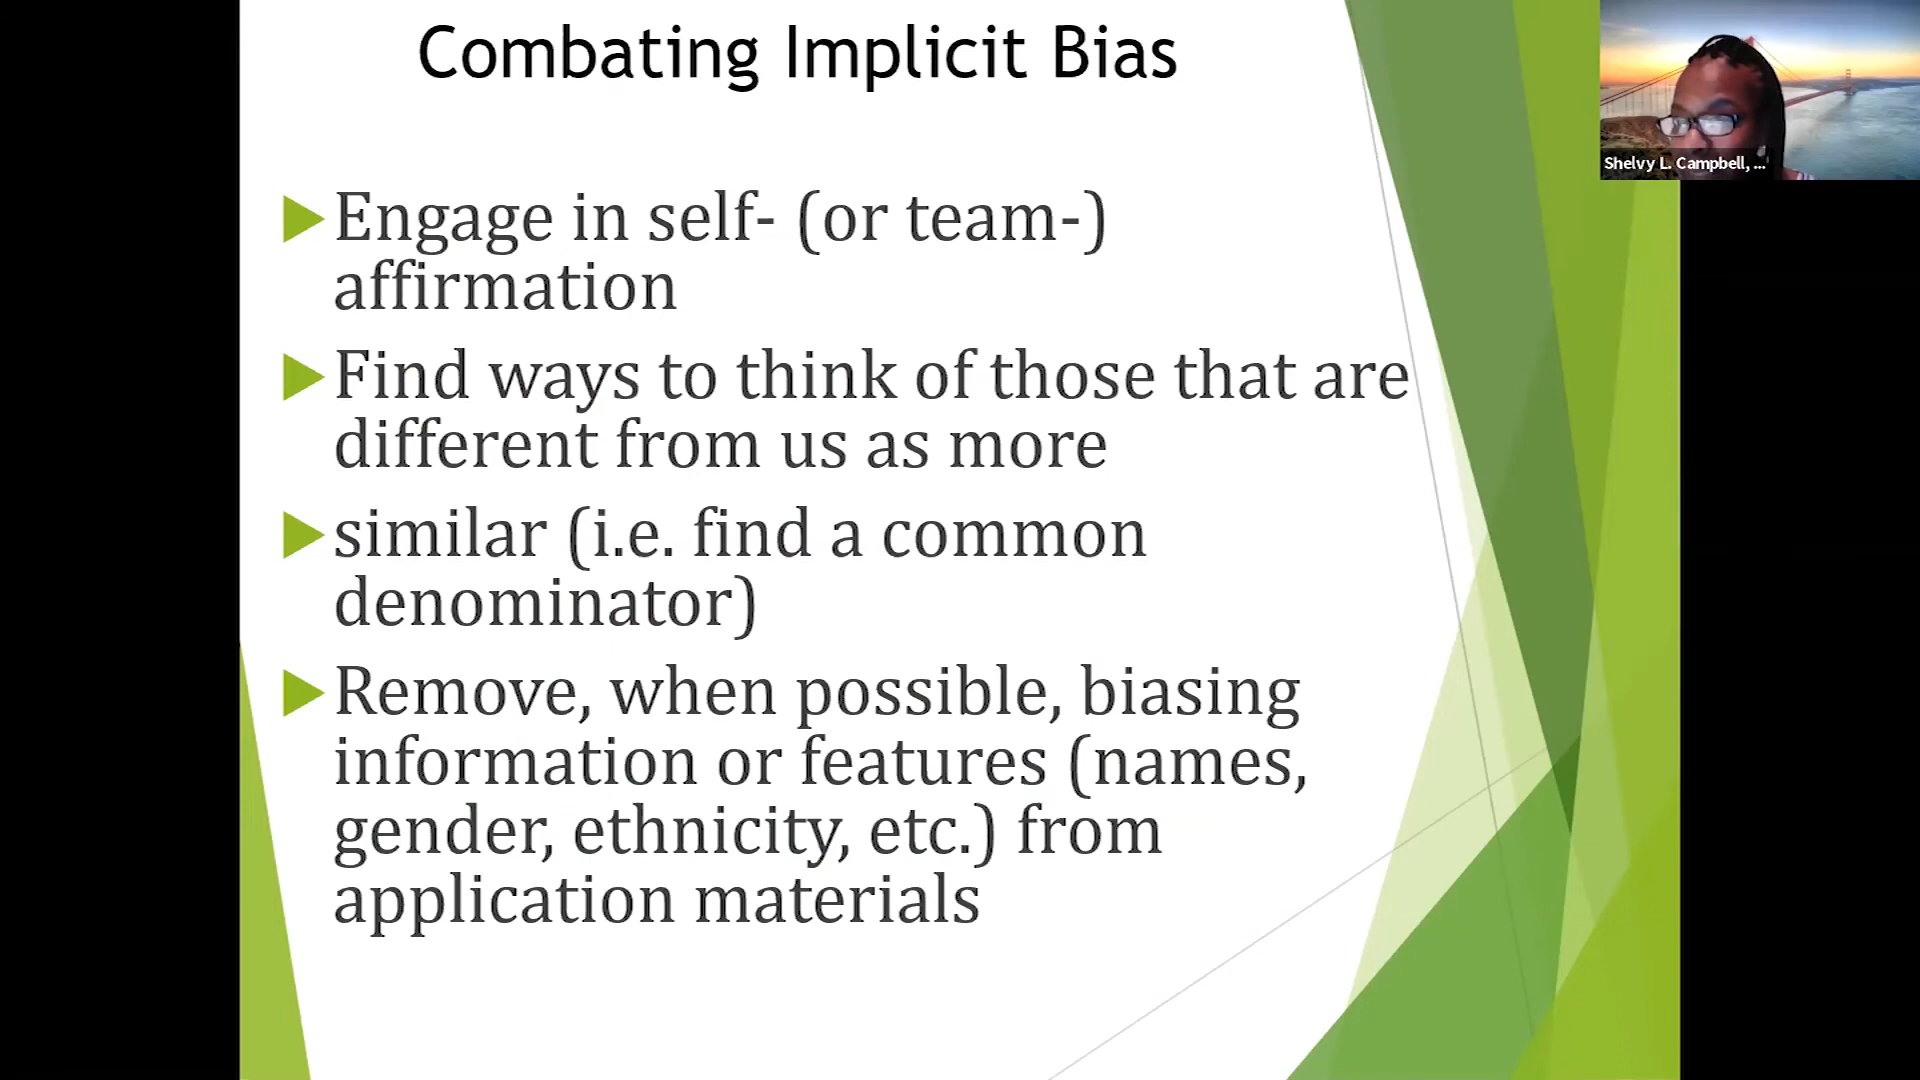 Combating Implicit Bias
Engage in self- (or team-)
affirmation
Find ways to think of those that are
different from us as more
similar (i.e. find a common
denominator)
Remove, when possible, biasing
information or features (names,
gender, ethnicity, etc.) from
application materials
Shelvy L. Campbell, ...